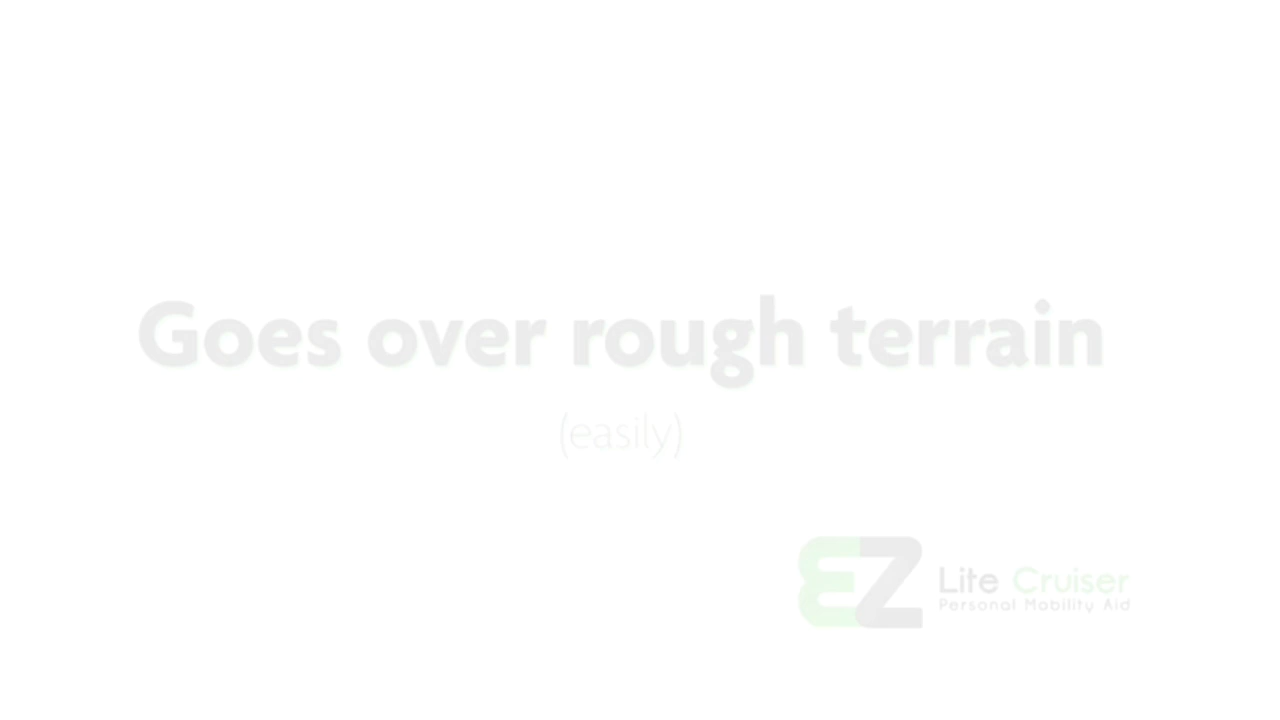 Goes over rough terrain
(easily)
EZ Lite Cruiser
Personal Mobility Aid